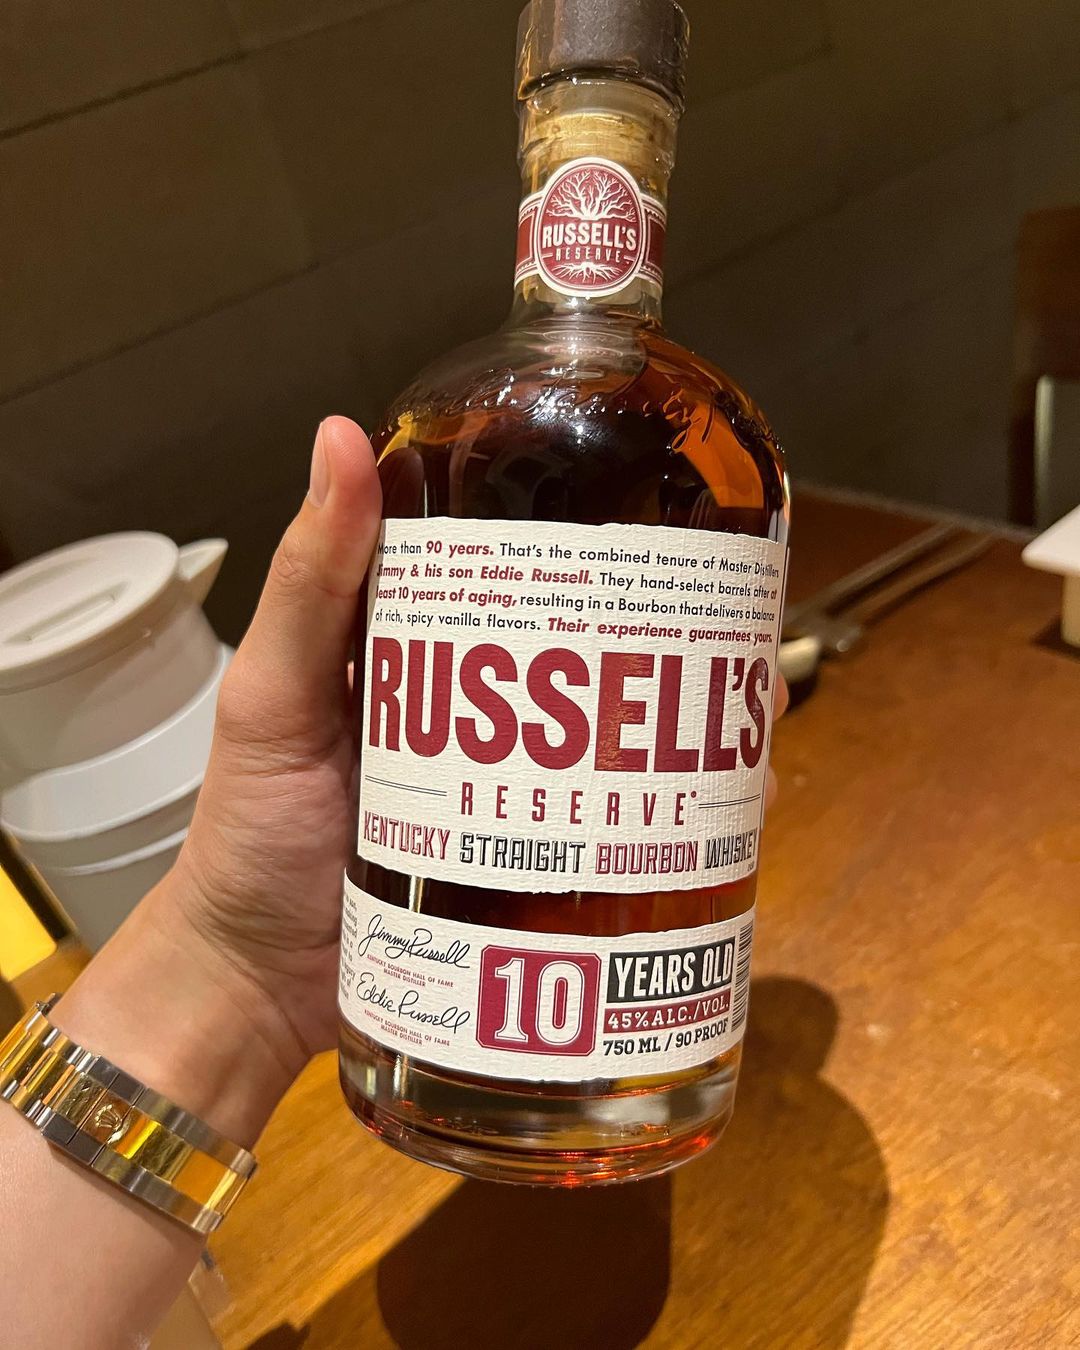 RUSSELL'S
RESERVE
More than 90 years. That's the combined tenure of Master Distillers
Jimmy & his son Eddie Russell. They hand-select barrels after at
least 10 years of aging, resulting in a Bourbon that delivers a balance
of rich, spicy vanilla flavors. Their experience guarantees yours.
RUSSELL'S
RESERVE
KENTUCKY STRAIGHT BOURBON WHISKEY
Jimmy Russell
KENTUCKY BOURBON HALL OF FAME
MASTER DISTILLER
Eddie Russell
KENTUCKY BOURBON HALL OF FAME
MASTER DISTILLER
10
YEARS OLD
45% ALC./VOL.
750 ML / 90 PROOF